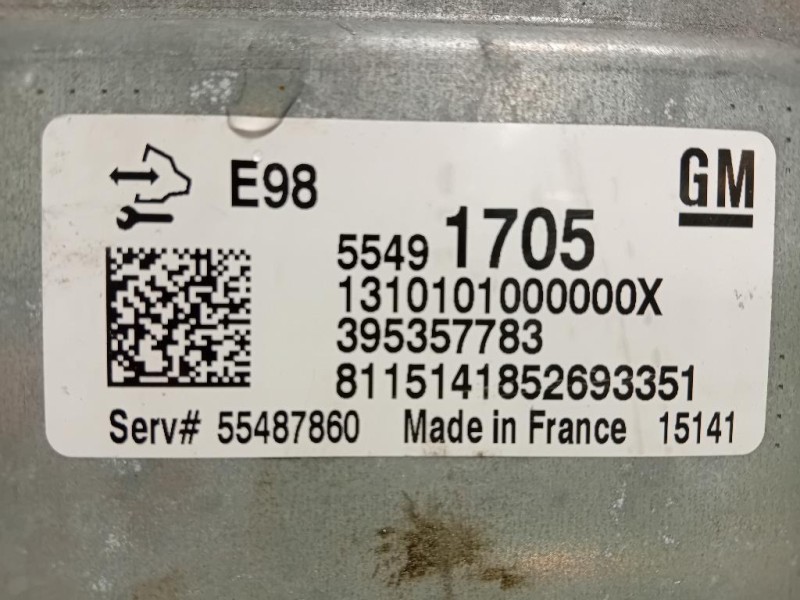 E98
GM
5549 1705
1310101000000X
395357783
8115141852693351
Serv# 55487860 Made in France 15141